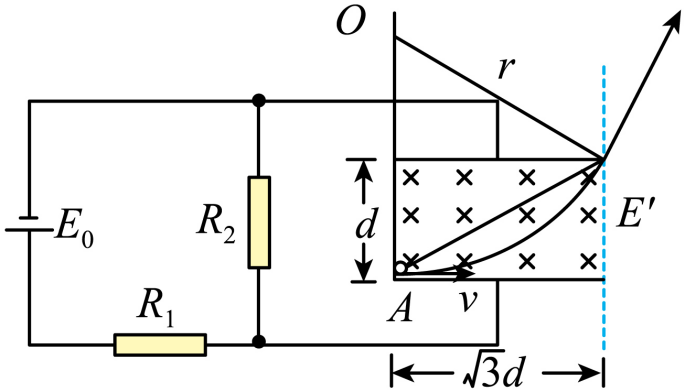 O
r
E₀
R₂
d
E′
A
v
R₁
√3d